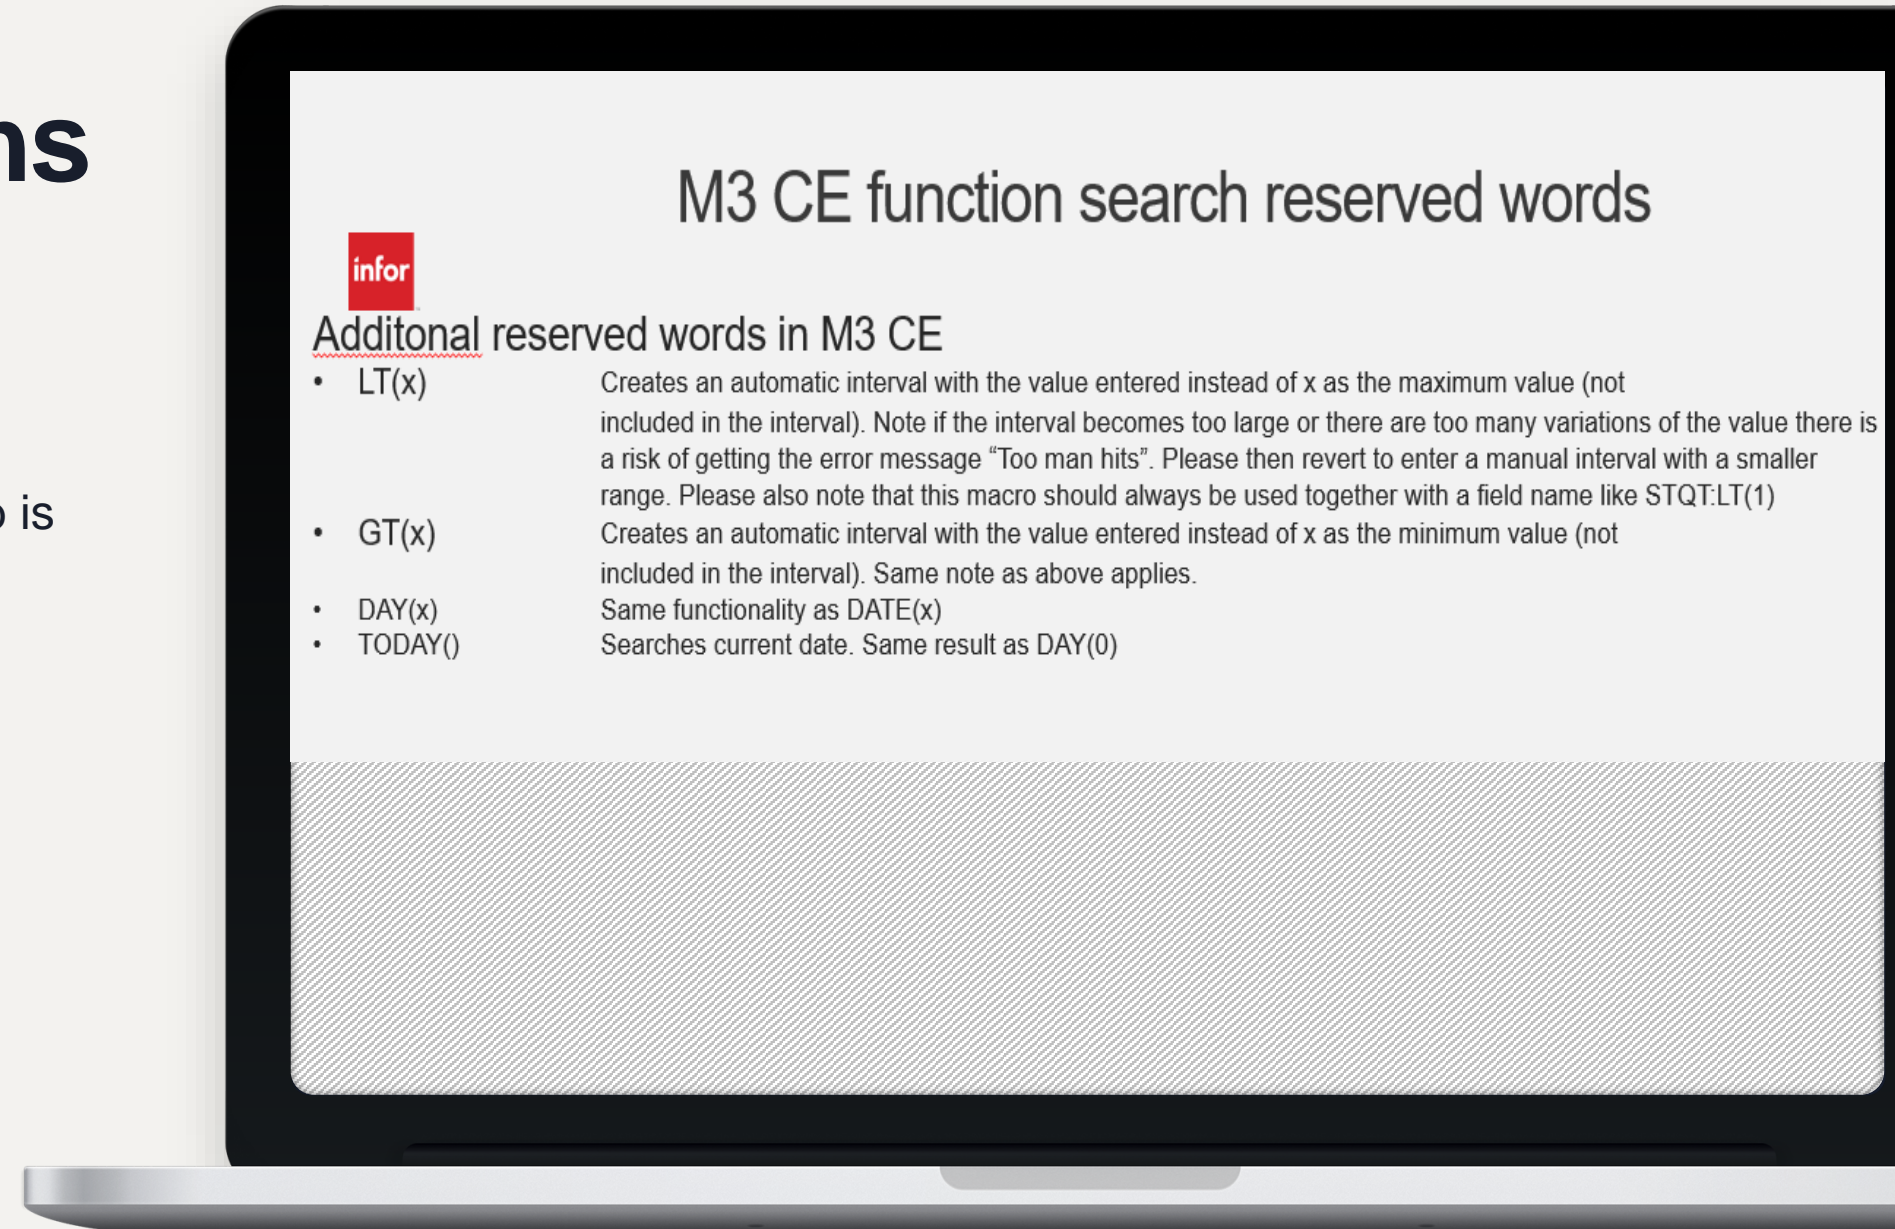 ns
is
M3 CE function search reserved words
infor
Additonal reserved words in M3 CE
• LT(x) Creates an automatic interval with the value entered instead of x as the maximum value (not
included in the interval). Note if the interval becomes too large or there are too many variations of the value there is
a risk of getting the error message “Too man hits”. Please then revert to enter a manual interval with a smaller
range. Please also note that this macro should always be used together with a field name like STQT:LT(1)
• GT(x) Creates an automatic interval with the value entered instead of x as the minimum value (not
included in the interval). Same note as above applies.
• DAY(x) Same functionality as DATE(x)
• TODAY() Searches current date. Same result as DAY(0)